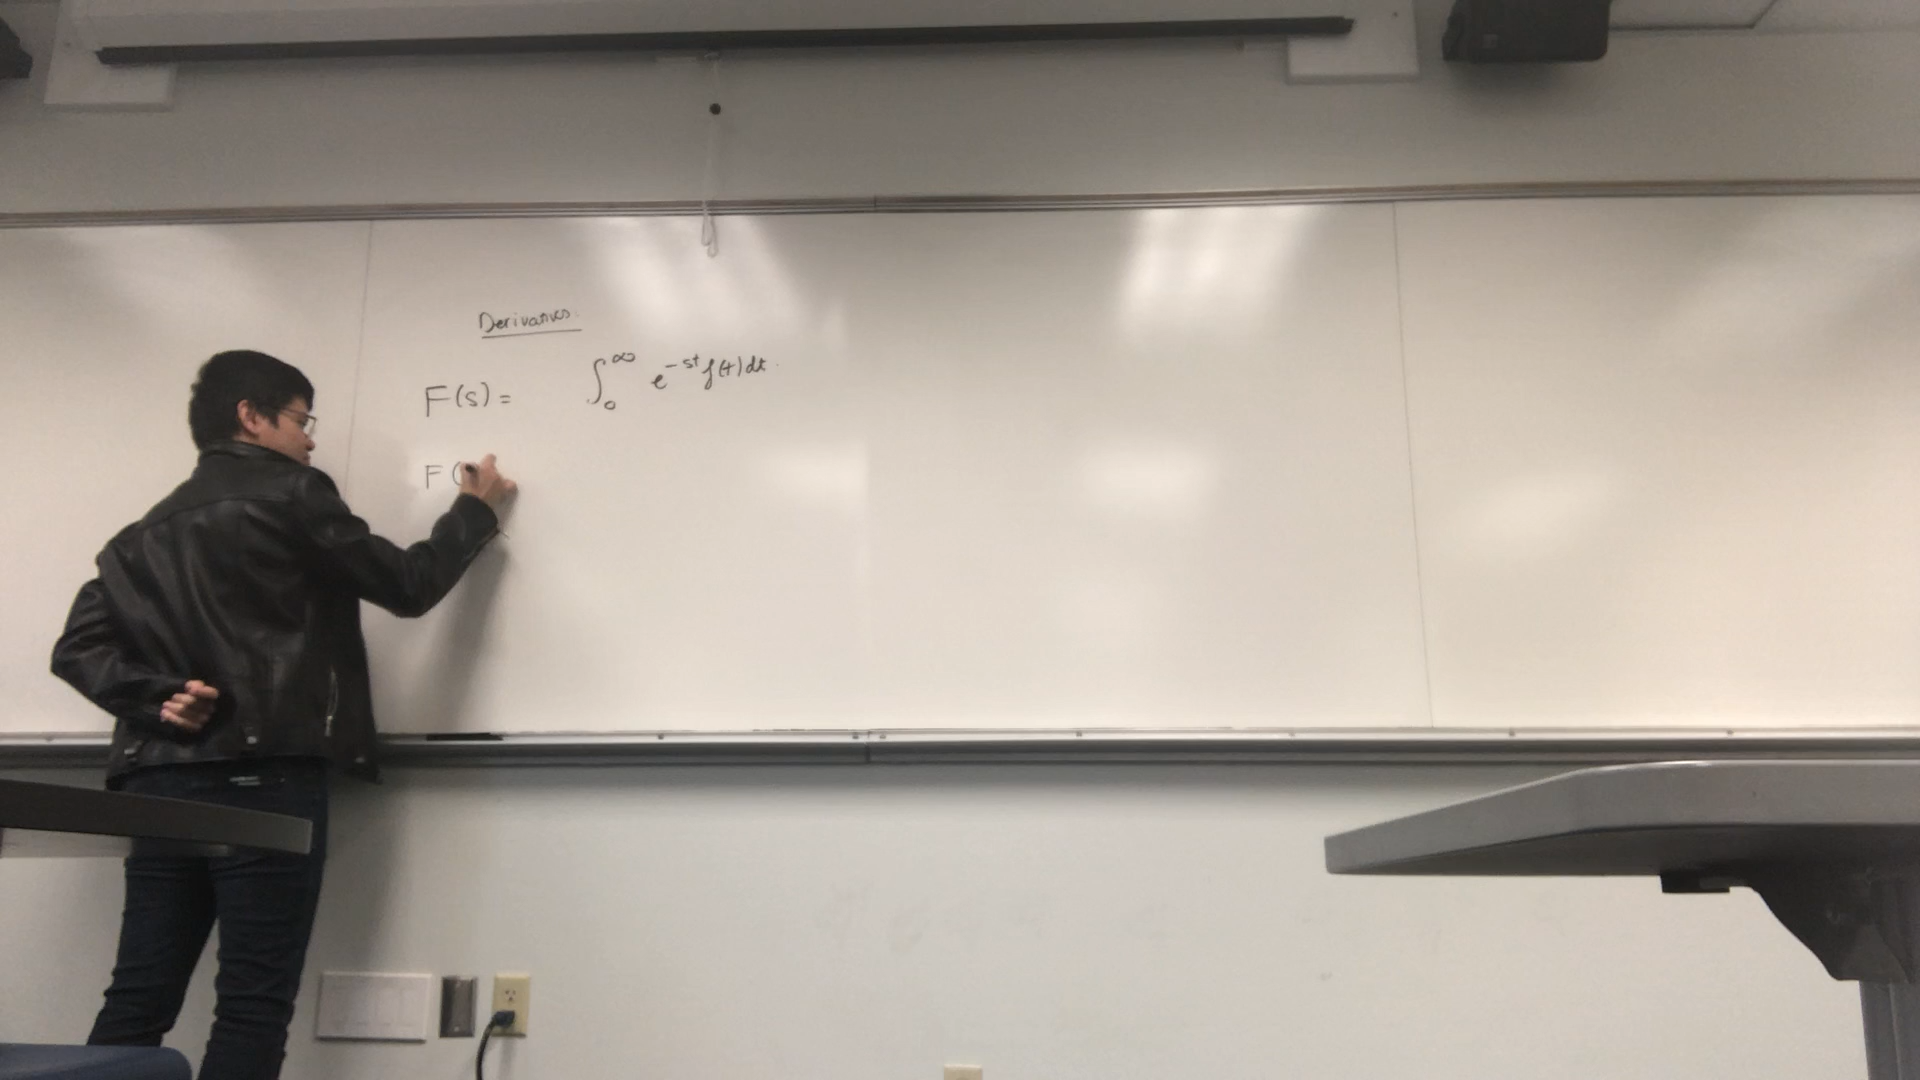 Derivatives.
F(s) = ∫₀^∞ e^{-st} f(t) dt.
F (